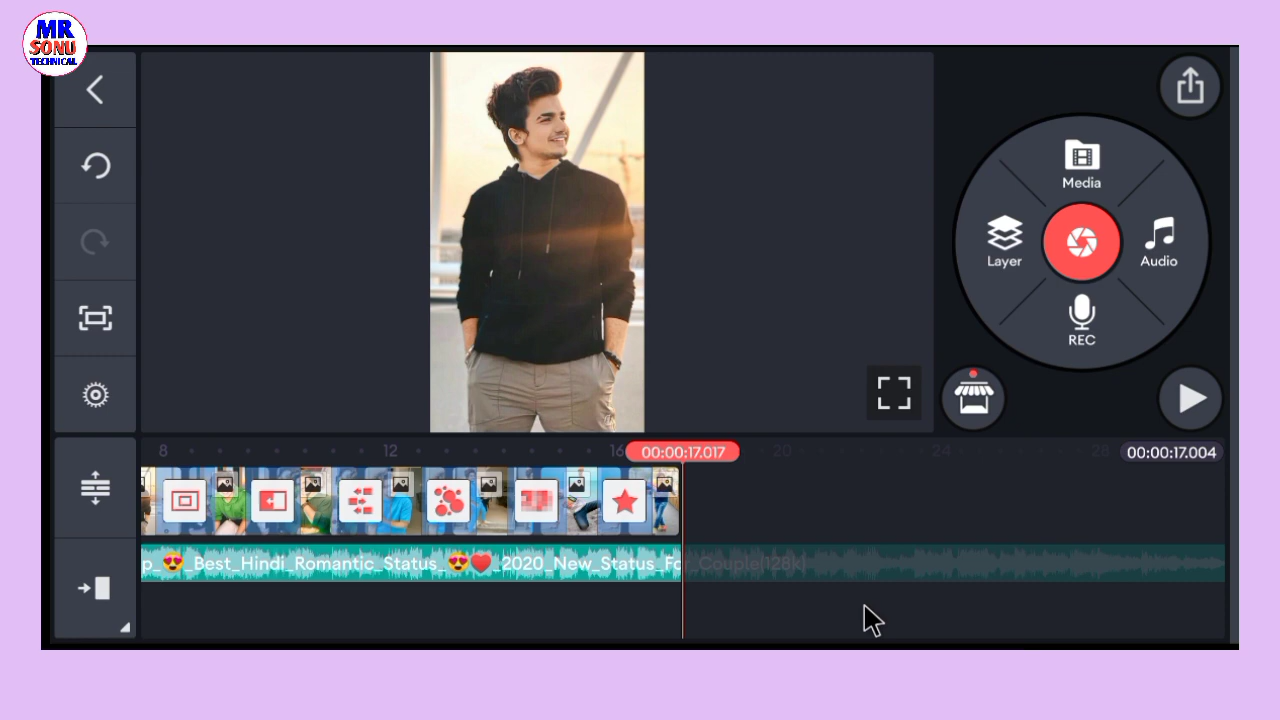 MR
SONU
TECHNICAL
Media
Layer
Audio
REC
8
12
16
00:00:17.017
20
24
28
00:00:17.004
p_😍_Best_Hindi_Romantic_Status_😍❤️_2020_New_Status_For_Couple(128k)